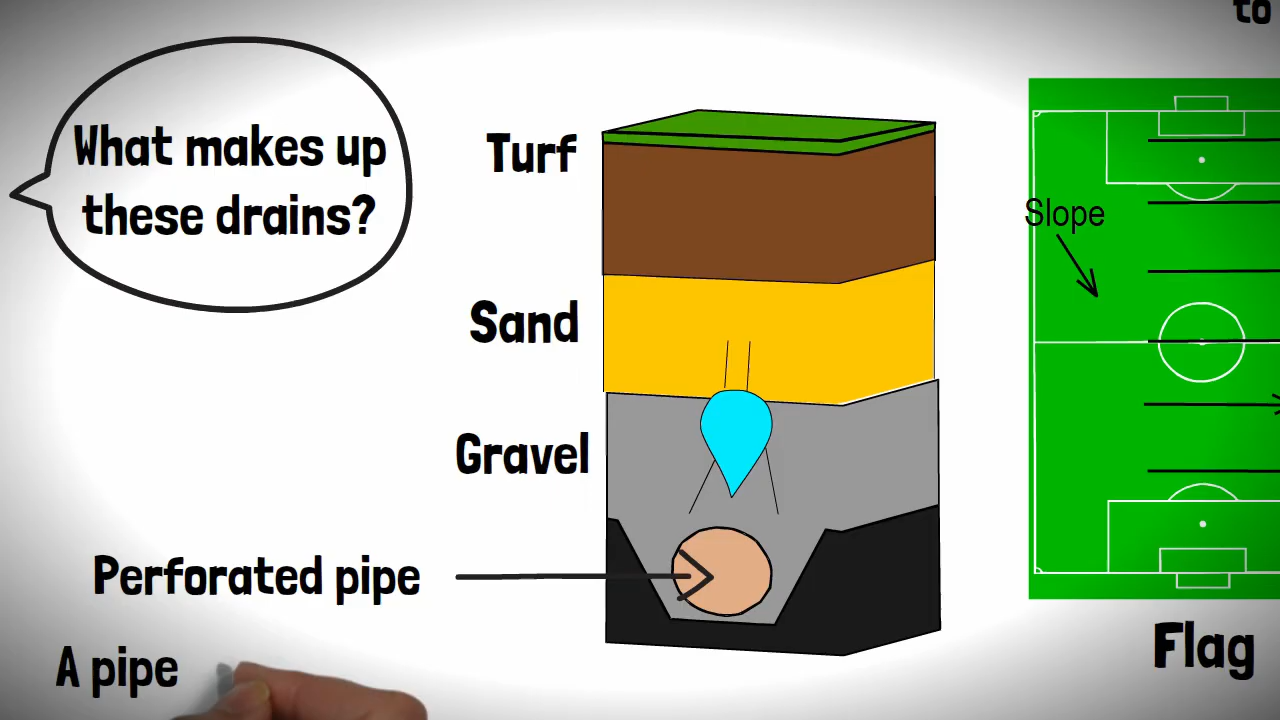 to
What makes up
these drains?
Turf
Slope
Sand
Gravel
Perforated pipe
Flag
A pipe